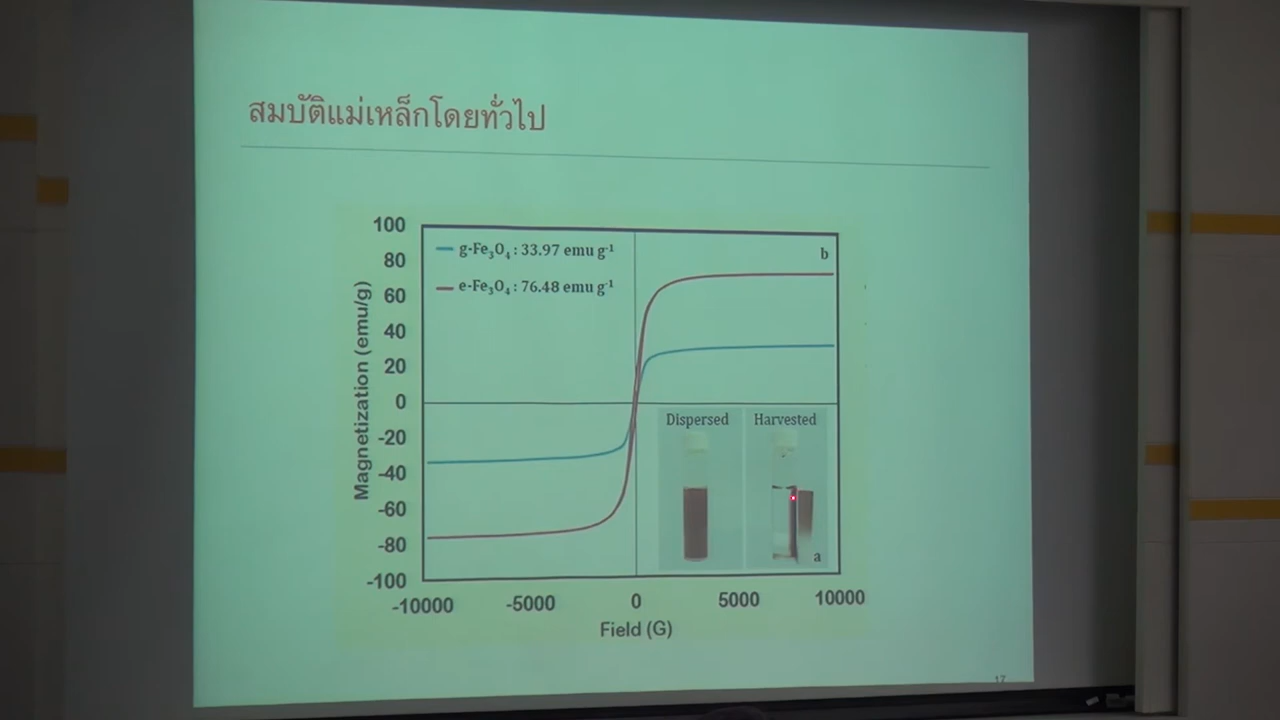 สมบัติแม่เหล็กโดยทั่วไป
g-Fe₃O₄ : 33.97 emu g⁻¹
e-Fe₃O₄ : 76.48 emu g⁻¹
b
Magnetization (emu/g)
100
80
60
40
20
0
-20
-40
-60
-80
-100
Dispersed
Harvested
a
-10000
-5000
0
5000
10000
Field (G)
17